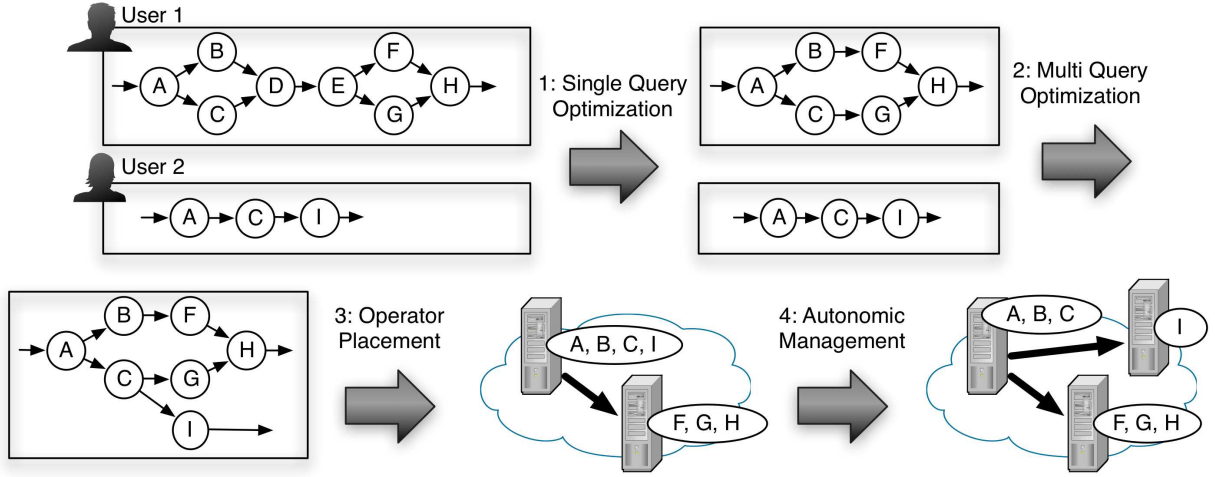 User 1
A
B
C
D
E
F
G
H
1: Single Query
Optimization
A
B
F
C
G
H
2: Multi Query
Optimization
User 2
A
C
I
A
C
I
A
B
F
C
G
H
I
3: Operator
Placement
A, B, C, I
F, G, H
4: Autonomic
Management
A, B, C
I
F, G, H